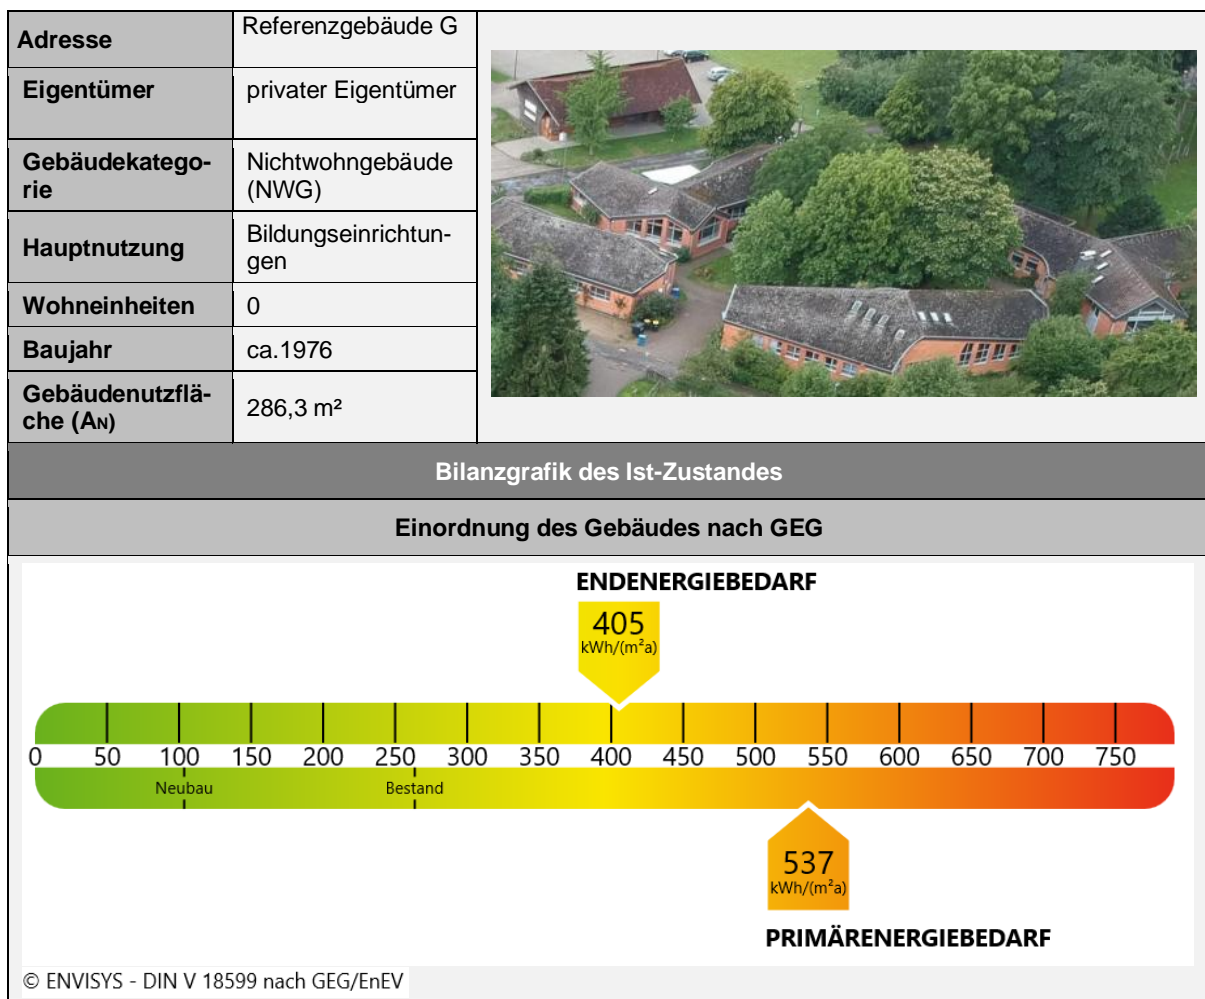 Adresse
Referenzgebäude G
Eigentümer
privater Eigentümer
Gebäudekatego-
rie
Nichtwohngebäude
(NWG)
Hauptnutzung
Bildungseinrichtun-
gen
Wohneinheiten
0
Baujahr
ca.1976
Gebäudenutzflä-
che (AN)
286,3 m²
Bilanzgrafik des Ist-Zustandes
Einordnung des Gebäudes nach GEG
ENDENERGIEBEDARF
405
kWh/(m²a)
0 50 100 150 200 250 300 350 400 450 500 550 600 650 700 750
Neubau Bestand
537
kWh/(m²a)
PRIMÄRENERGIEBEDARF
© ENVISYS - DIN V 18599 nach GEG/EnEV